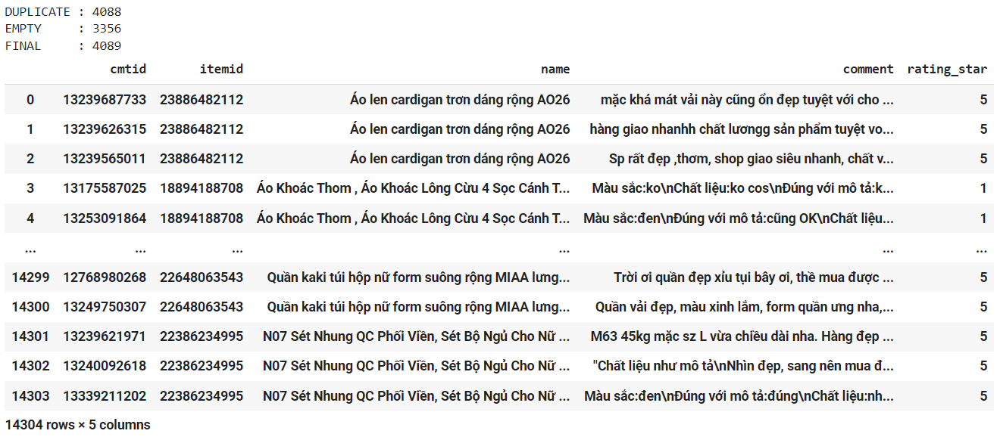 DUPLICATE : 4088
EMPTY : 3356
FINAL : 4089
cmtid itemid name comment rating_star
0 13239687733 23886482112 Áo len cardigan trơn dáng rộng AO26 mặc khá mát vải này cũng ổn đẹp tuyệt với cho ... 5
1 13239626315 23886482112 Áo len cardigan trơn dáng rộng AO26 hàng giao nhanhh chất lươngg sản phẩm tuyệt vo... 5
2 13239565011 23886482112 Áo len cardigan trơn dáng rộng AO26 Sp rất đẹp ,thơm, shop giao siêu nhanh, chất v... 5
3 13175587025 18894188708 Áo Khoác Thom , Áo Khoác Lông Cừu 4 Sọc Cánh T... Màu sắc:ko\nChất liệu:ko cos\nĐúng với mô tả:k... 1
4 13253091864 18894188708 Áo Khoác Thom , Áo Khoác Lông Cừu 4 Sọc Cánh T... Màu sắc:đen\nĐúng với mô tả:cũng OK\nChất liệu... 1
... ... ... ... ... ...
14299 12768980268 22648063543 Quần kaki túi hộp nữ form suông rộng MIAA lưng... Trời ơi quần đẹp xỉu tụi bây ơi, thề mua được ... 5
14300 13249750307 22648063543 Quần kaki túi hộp nữ form suông rộng MIAA lưng... Quần vải đẹp, màu xinh lắm, form quần ưng nha,... 5
14301 13239621971 22386234995 N07 Sét Nhung QC Phối Viền, Sét Bộ Ngủ Cho Nữ ... M63 45kg mặc sz L vừa chiều dài nha. Hàng đẹp ... 5
14302 13240092618 22386234995 N07 Sét Nhung QC Phối Viền, Sét Bộ Ngủ Cho Nữ ... "Chất liệu như mô tả\nNhìn đẹp, sang nên mua đ... 5
14303 13339211202 22386234995 N07 Sét Nhung QC Phối Viền, Sét Bộ Ngủ Cho Nữ ... Màu sắc:đen\nĐúng với mô tả:đúng\nChất liệu:nh... 5
14304 rows × 5 columns